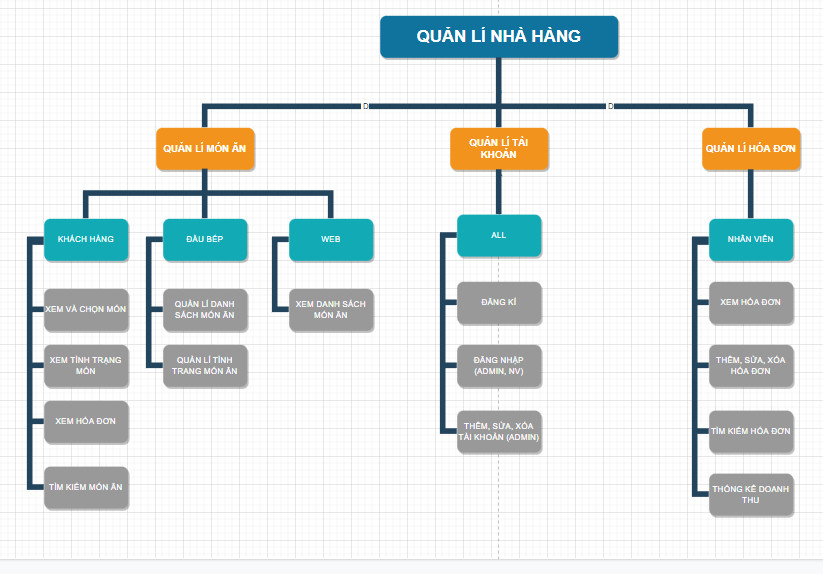 QUẢN LÍ NHÀ HÀNG
D
D
QUẢN LÍ MÓN ĂN
QUẢN LÍ TÀI
KHOẢN
QUẢN LÍ HÓA ĐƠN
KHÁCH HÀNG
ĐẦU BẾP
WEB
ALL
NHÂN VIÊN
XEM VÀ CHỌN MÓN
XEM TÌNH TRẠNG
MÓN
XEM HÓA ĐƠN
TÌM KIẾM MÓN ĂN
QUẢN LÍ DANH
SÁCH MÓN ĂN
QUẢN LÍ TÌNH
TRANG MÓN ĂN
XEM DANH SÁCH
MÓN ĂN
ĐĂNG KÍ
ĐĂNG NHẬP
(ADMIN, NV)
THÊM, SỬA, XÓA
TÀI KHOẢN (ADMIN)
XEM HÓA ĐƠN
THÊM, SỬA, XÓA
HÓA ĐƠN
TÌM KIẾM HÓA ĐƠN
THỐNG KÊ DOANH
THU